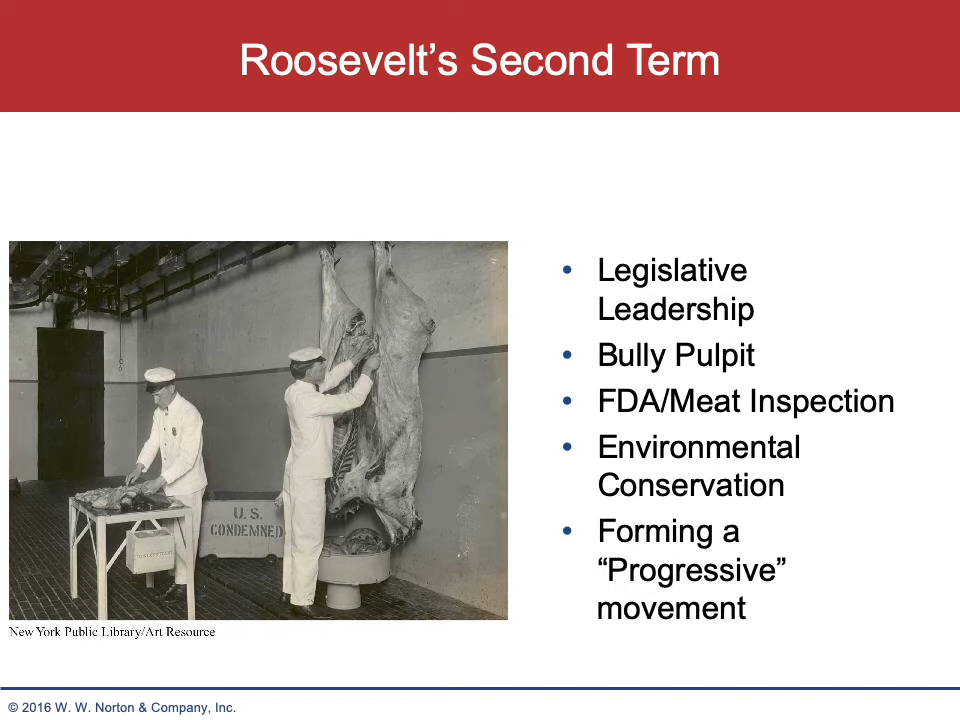 Roosevelt’s Second Term
U.S.
CONDEMNED
New York Public Library/Art Resource
• Legislative
Leadership
• Bully Pulpit
• FDA/Meat Inspection
• Environmental
Conservation
• Forming a
“Progressive”
movement
© 2016 W. W. Norton & Company, Inc.